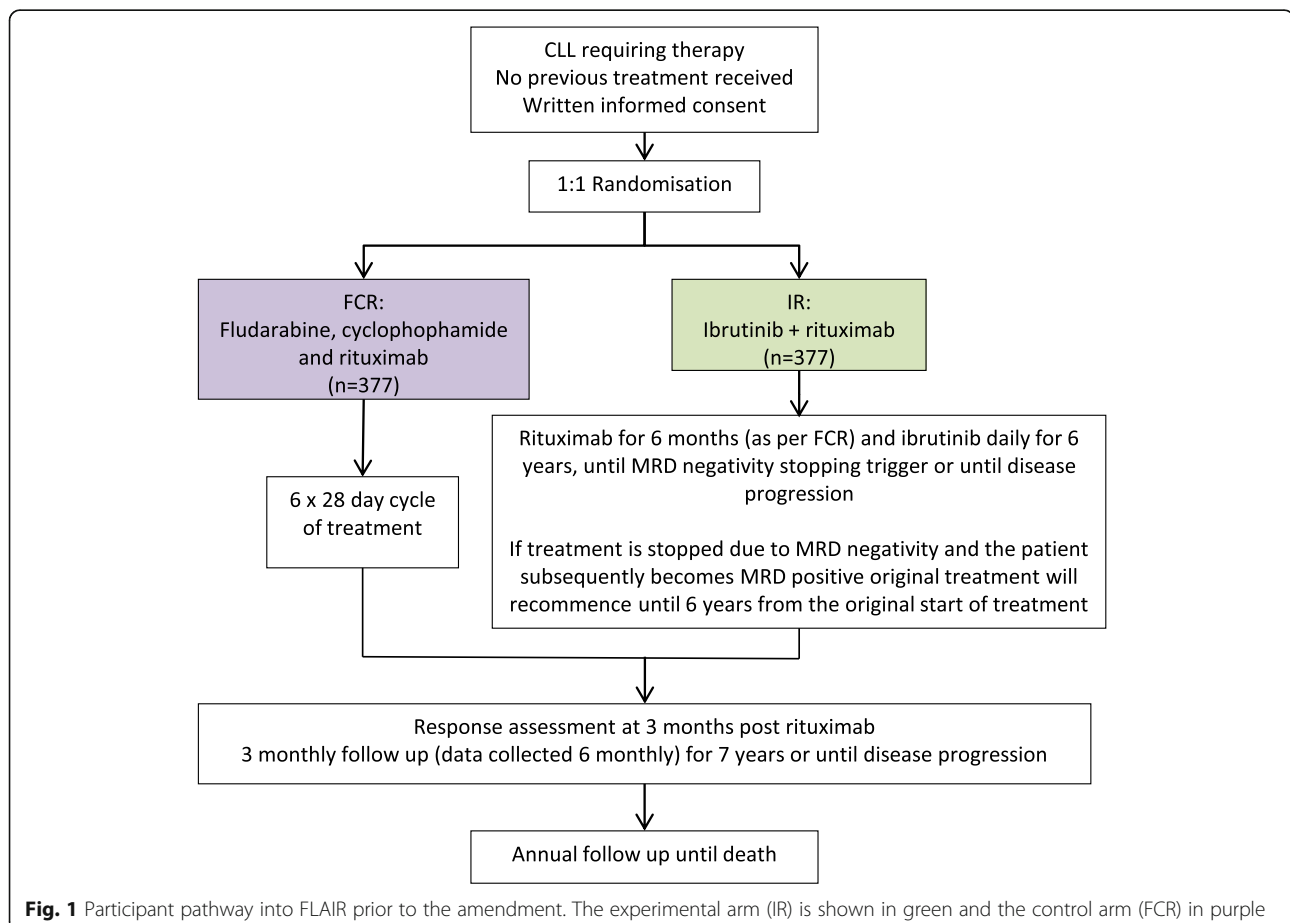 CLL requiring therapy
No previous treatment received
Written informed consent
1:1 Randomisation
FCR:
Fludarabine, cyclophophamide
and rituximab
(n=377)
IR:
Ibrutinib + rituximab
(n=377)
6 x 28 day cycle
of treatment
Rituximab for 6 months (as per FCR) and ibrutinib daily for 6
years, until MRD negativity stopping trigger or until disease
progression
If treatment is stopped due to MRD negativity and the patient
subsequently becomes MRD positive original treatment will
recommence until 6 years from the original start of treatment
Response assessment at 3 months post rituximab
3 monthly follow up (data collected 6 monthly) for 7 years or until disease progression
Annual follow up until death
Fig. 1 Participant pathway into FLAIR prior to the amendment. The experimental arm (IR) is shown in green and the control arm (FCR) in purple